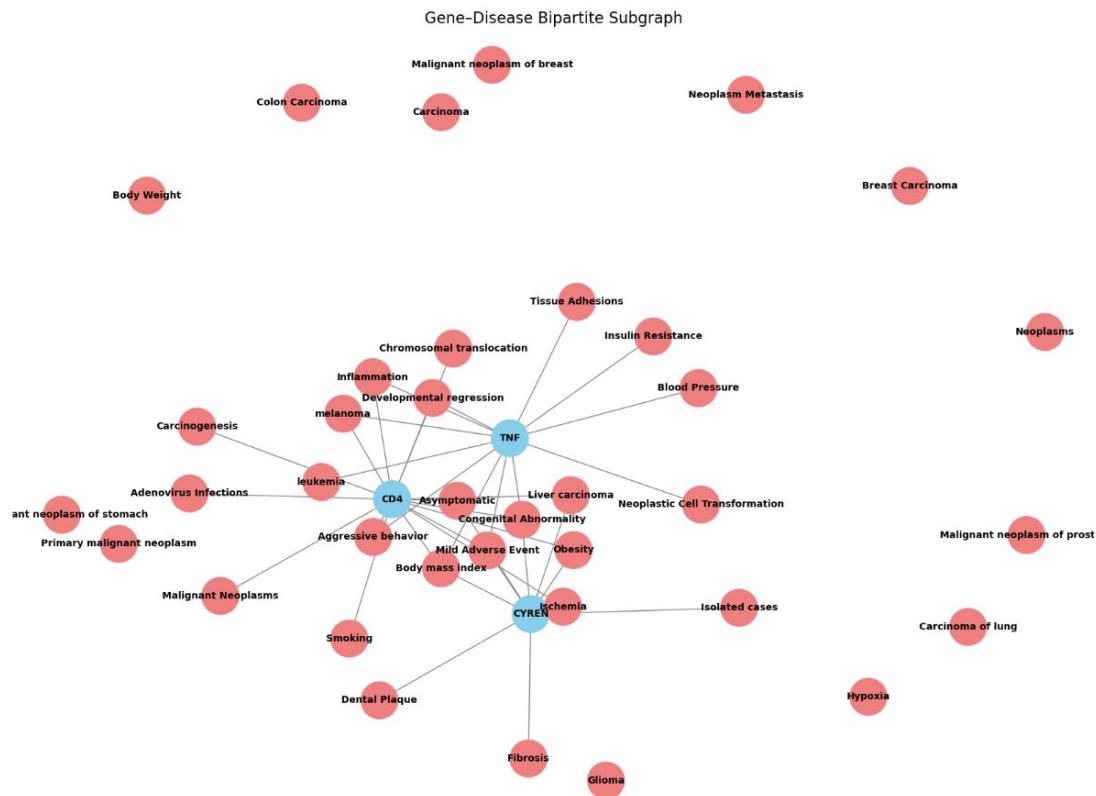 Gene–Disease Bipartite Subgraph
Malignant neoplasm of breast
Neoplasm Metastasis
Colon Carcinoma
Carcinoma
Breast Carcinoma
Body Weight
Tissue Adhesions
Neoplasms
Insulin Resistance
Chromosomal translocation
Inflammation
Blood Pressure
Developmental regression
melanoma
Carcinogenesis
TNF
leukemia
Adenovirus Infections
Liver carcinoma
CD4
Asymptomatic
Neoplastic Cell Transformation
ant neoplasm of stomach
Congenital Abnormality
Malignant neoplasm of prost
Aggressive behavior
Primary malignant neoplasm
Mild Adverse Event
Obesity
Body mass index
Malignant Neoplasms
Ischemia
Isolated cases
CYREN
Carcinoma of lung
Smoking
Hypoxia
Dental Plaque
Fibrosis
Glioma